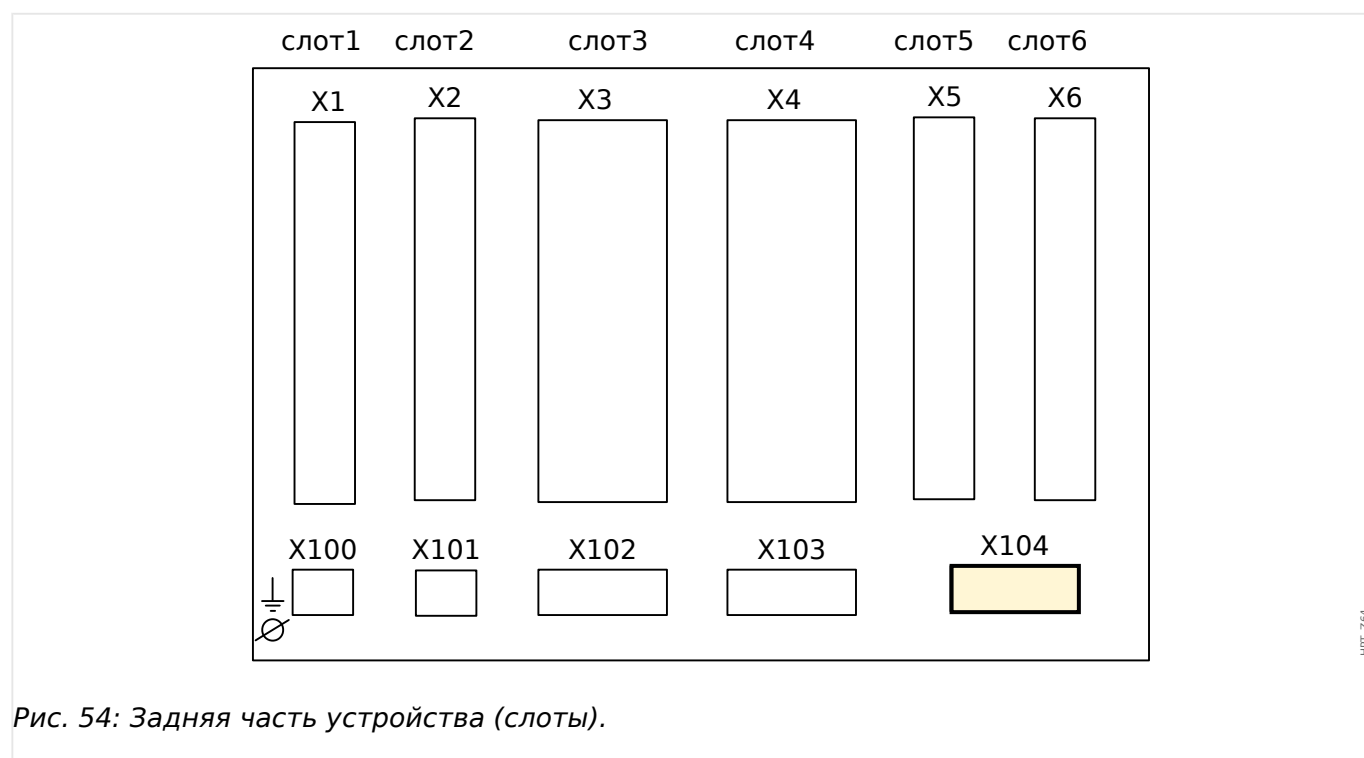 слот1 слот2 слот3 слот4 слот5 слот6
X1 X2 X3 X4 X5 X6
X100 X101 X102 X103 X104
Рис. 54: Задняя часть устройства (слоты).